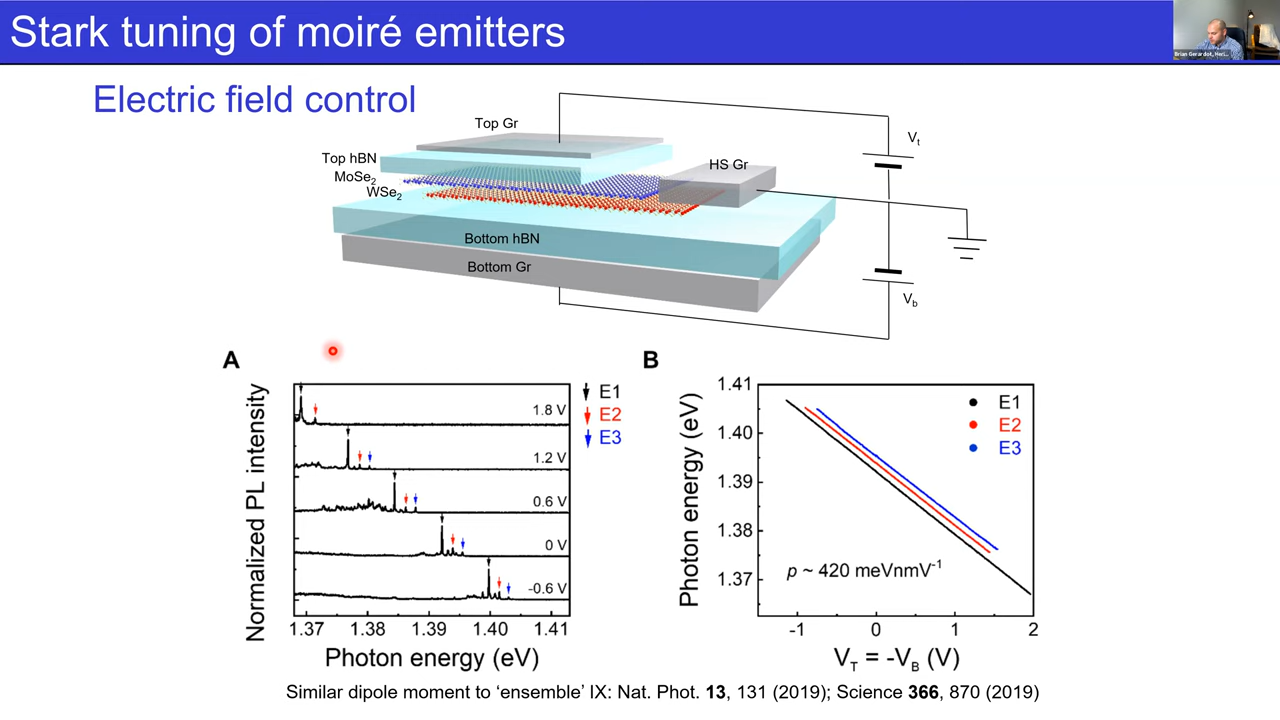 Stark tuning of moiré emitters
Brian Gerardot, Heri...
Electric field control
Top Gr
Top hBN
MoSe2
WSe2
HS Gr
Bottom hBN
Bottom Gr
Vt
Vb
A
Normalized PL intensity
1.8 V
1.2 V
0.6 V
0 V
-0.6 V
E1
E2
E3
1.37 1.38 1.39 1.40 1.41
Photon energy (eV)
B
Photon energy (eV)
1.41
1.40
1.39
1.38
1.37
E1
E2
E3
p ~ 420 meVnmV-1
-1 0 1 2
VT = -VB (V)
Similar dipole moment to ‘ensemble’ IX: Nat. Phot. 13, 131 (2019); Science 366, 870 (2019)